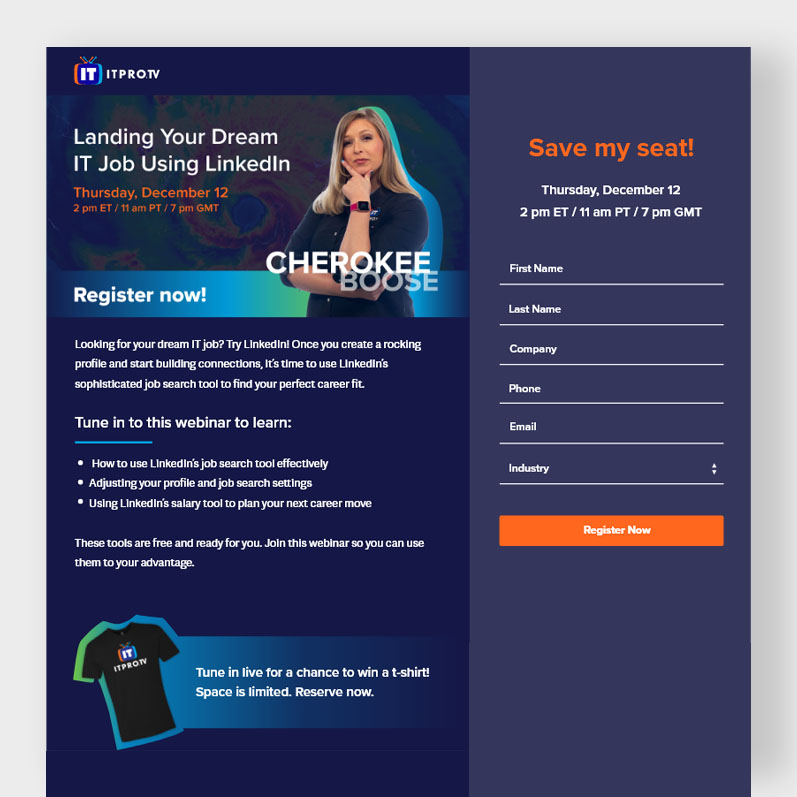 IT ITPRO.TV
Landing Your Dream
IT Job Using LinkedIn
Thursday, December 12
2 pm ET / 11 am PT / 7 pm GMT
IT
CHEROKEE
BOOSE
Register now!
Looking for your dream IT job? Try LinkedIn! Once you create a rocking
profile and start building connections, it's time to use LinkedIn's
sophisticated job search tool to find your perfect career fit.
Tune in to this webinar to learn:
How to use LinkedIn's job search tool effectively
Adjusting your profile and job search settings
Using LinkedIn's salary tool to plan your next career move
These tools are free and ready for you. Join this webinar so you can use
them to your advantage.
IT
ITPRO.TV
Tune in live for a chance to win a t-shirt!
Space is limited. Reserve now.
Save my seat!
Thursday, December 12
2 pm ET / 11 am PT / 7 pm GMT
First Name
Last Name
Company
Phone
Email
Industry
Register Now